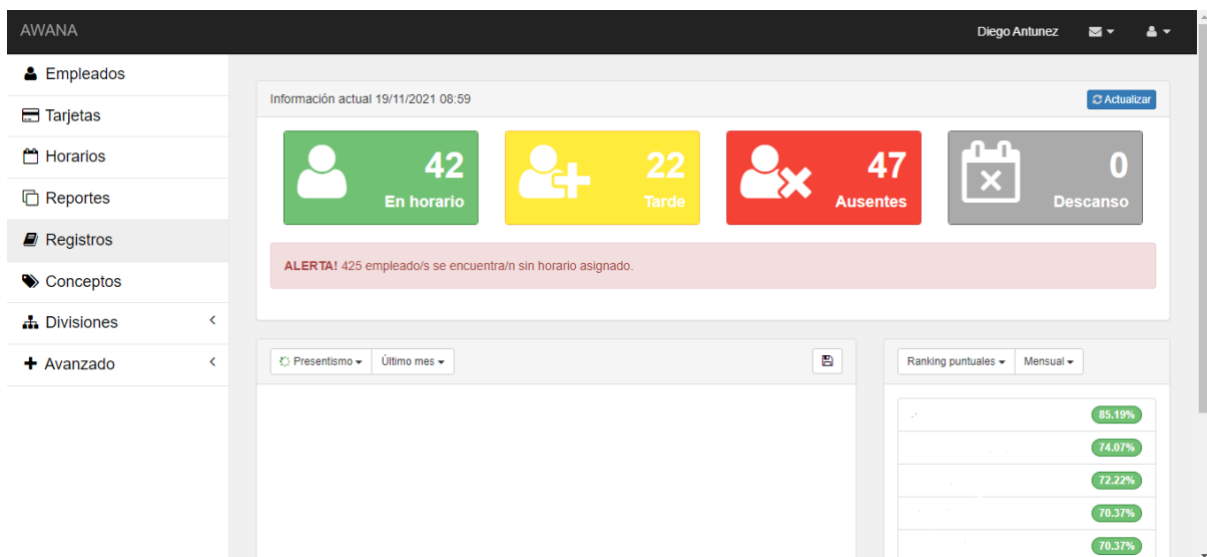 AWANA
Diego Antunez
Empleados
Tarjetas
Horarios
Reportes
Registros
Conceptos
Divisiones
Avanzado
Información actual 19/11/2021 08:59
Actualizar
42
En horario
22
Tarde
47
Ausentes
0
Descanso
ALERTA! 425 empleado/s se encuentra/n sin horario asignado.
Presentismo
Último mes
Ranking puntuales
Mensual
85.19%
74.07%
72.22%
70.37%
70.37%